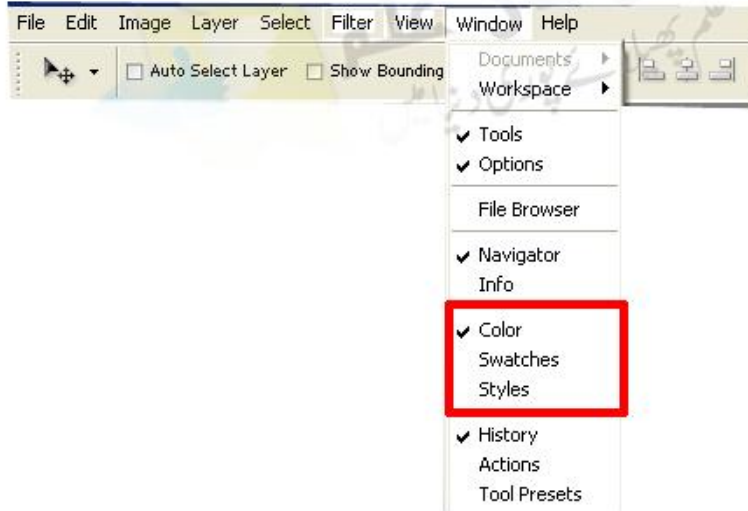 File Edit Image Layer Select Filter View Window Help
Auto Select Layer Show Bounding
Documents
Workspace
Tools
Options
File Browser
Navigator
Info
Color
Swatches
Styles
History
Actions
Tool Presets